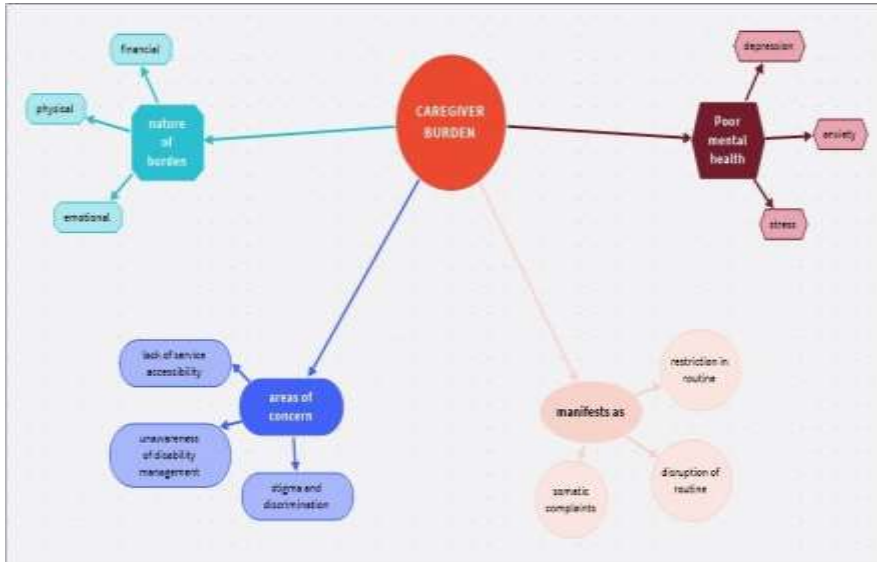 financial
physical
nature
of
burden
emotional
CAREGIVER
BURDEN
depression
Poor
mental
health
anxiety
stress
lack of service
accessibility
areas of
concern
unawareness
of disability
management
stigma and
discrimination
restriction in
routine
manifests as
disruption of
routine
somatic
complaints